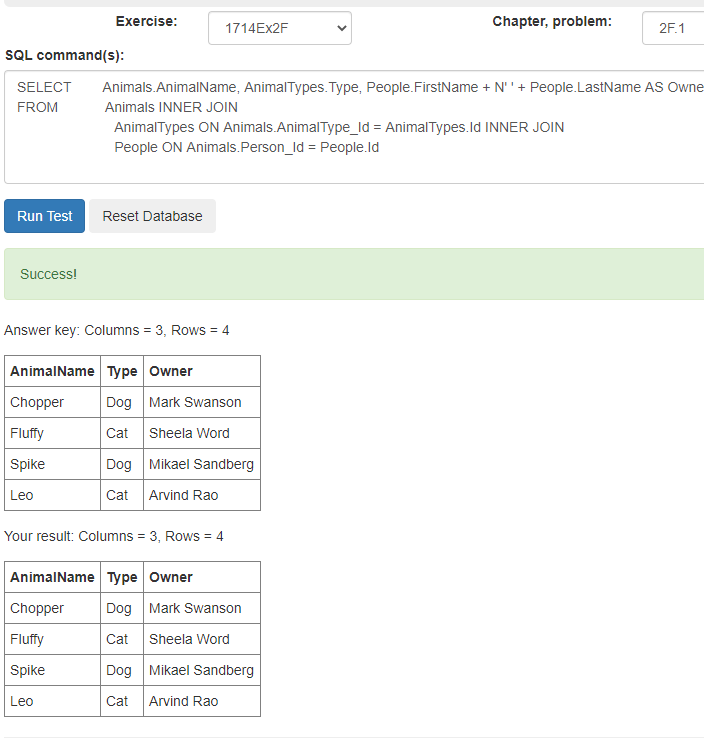 Exercise: 1714Ex2F Chapter, problem: 2F.1
SQL command(s):
SELECT Animals.AnimalName, AnimalTypes.Type, People.FirstName + N' ' + People.LastName AS Owne
FROM Animals INNER JOIN
AnimalTypes ON Animals.AnimalType_Id = AnimalTypes.Id INNER JOIN
People ON Animals.Person_Id = People.Id
Run Test Reset Database
Success!
Answer key: Columns = 3, Rows = 4
AnimalName Type Owner
Chopper Dog Mark Swanson
Fluffy Cat Sheela Word
Spike Dog Mikael Sandberg
Leo Cat Arvind Rao
Your result: Columns = 3, Rows = 4
AnimalName Type Owner
Chopper Dog Mark Swanson
Fluffy Cat Sheela Word
Spike Dog Mikael Sandberg
Leo Cat Arvind Rao